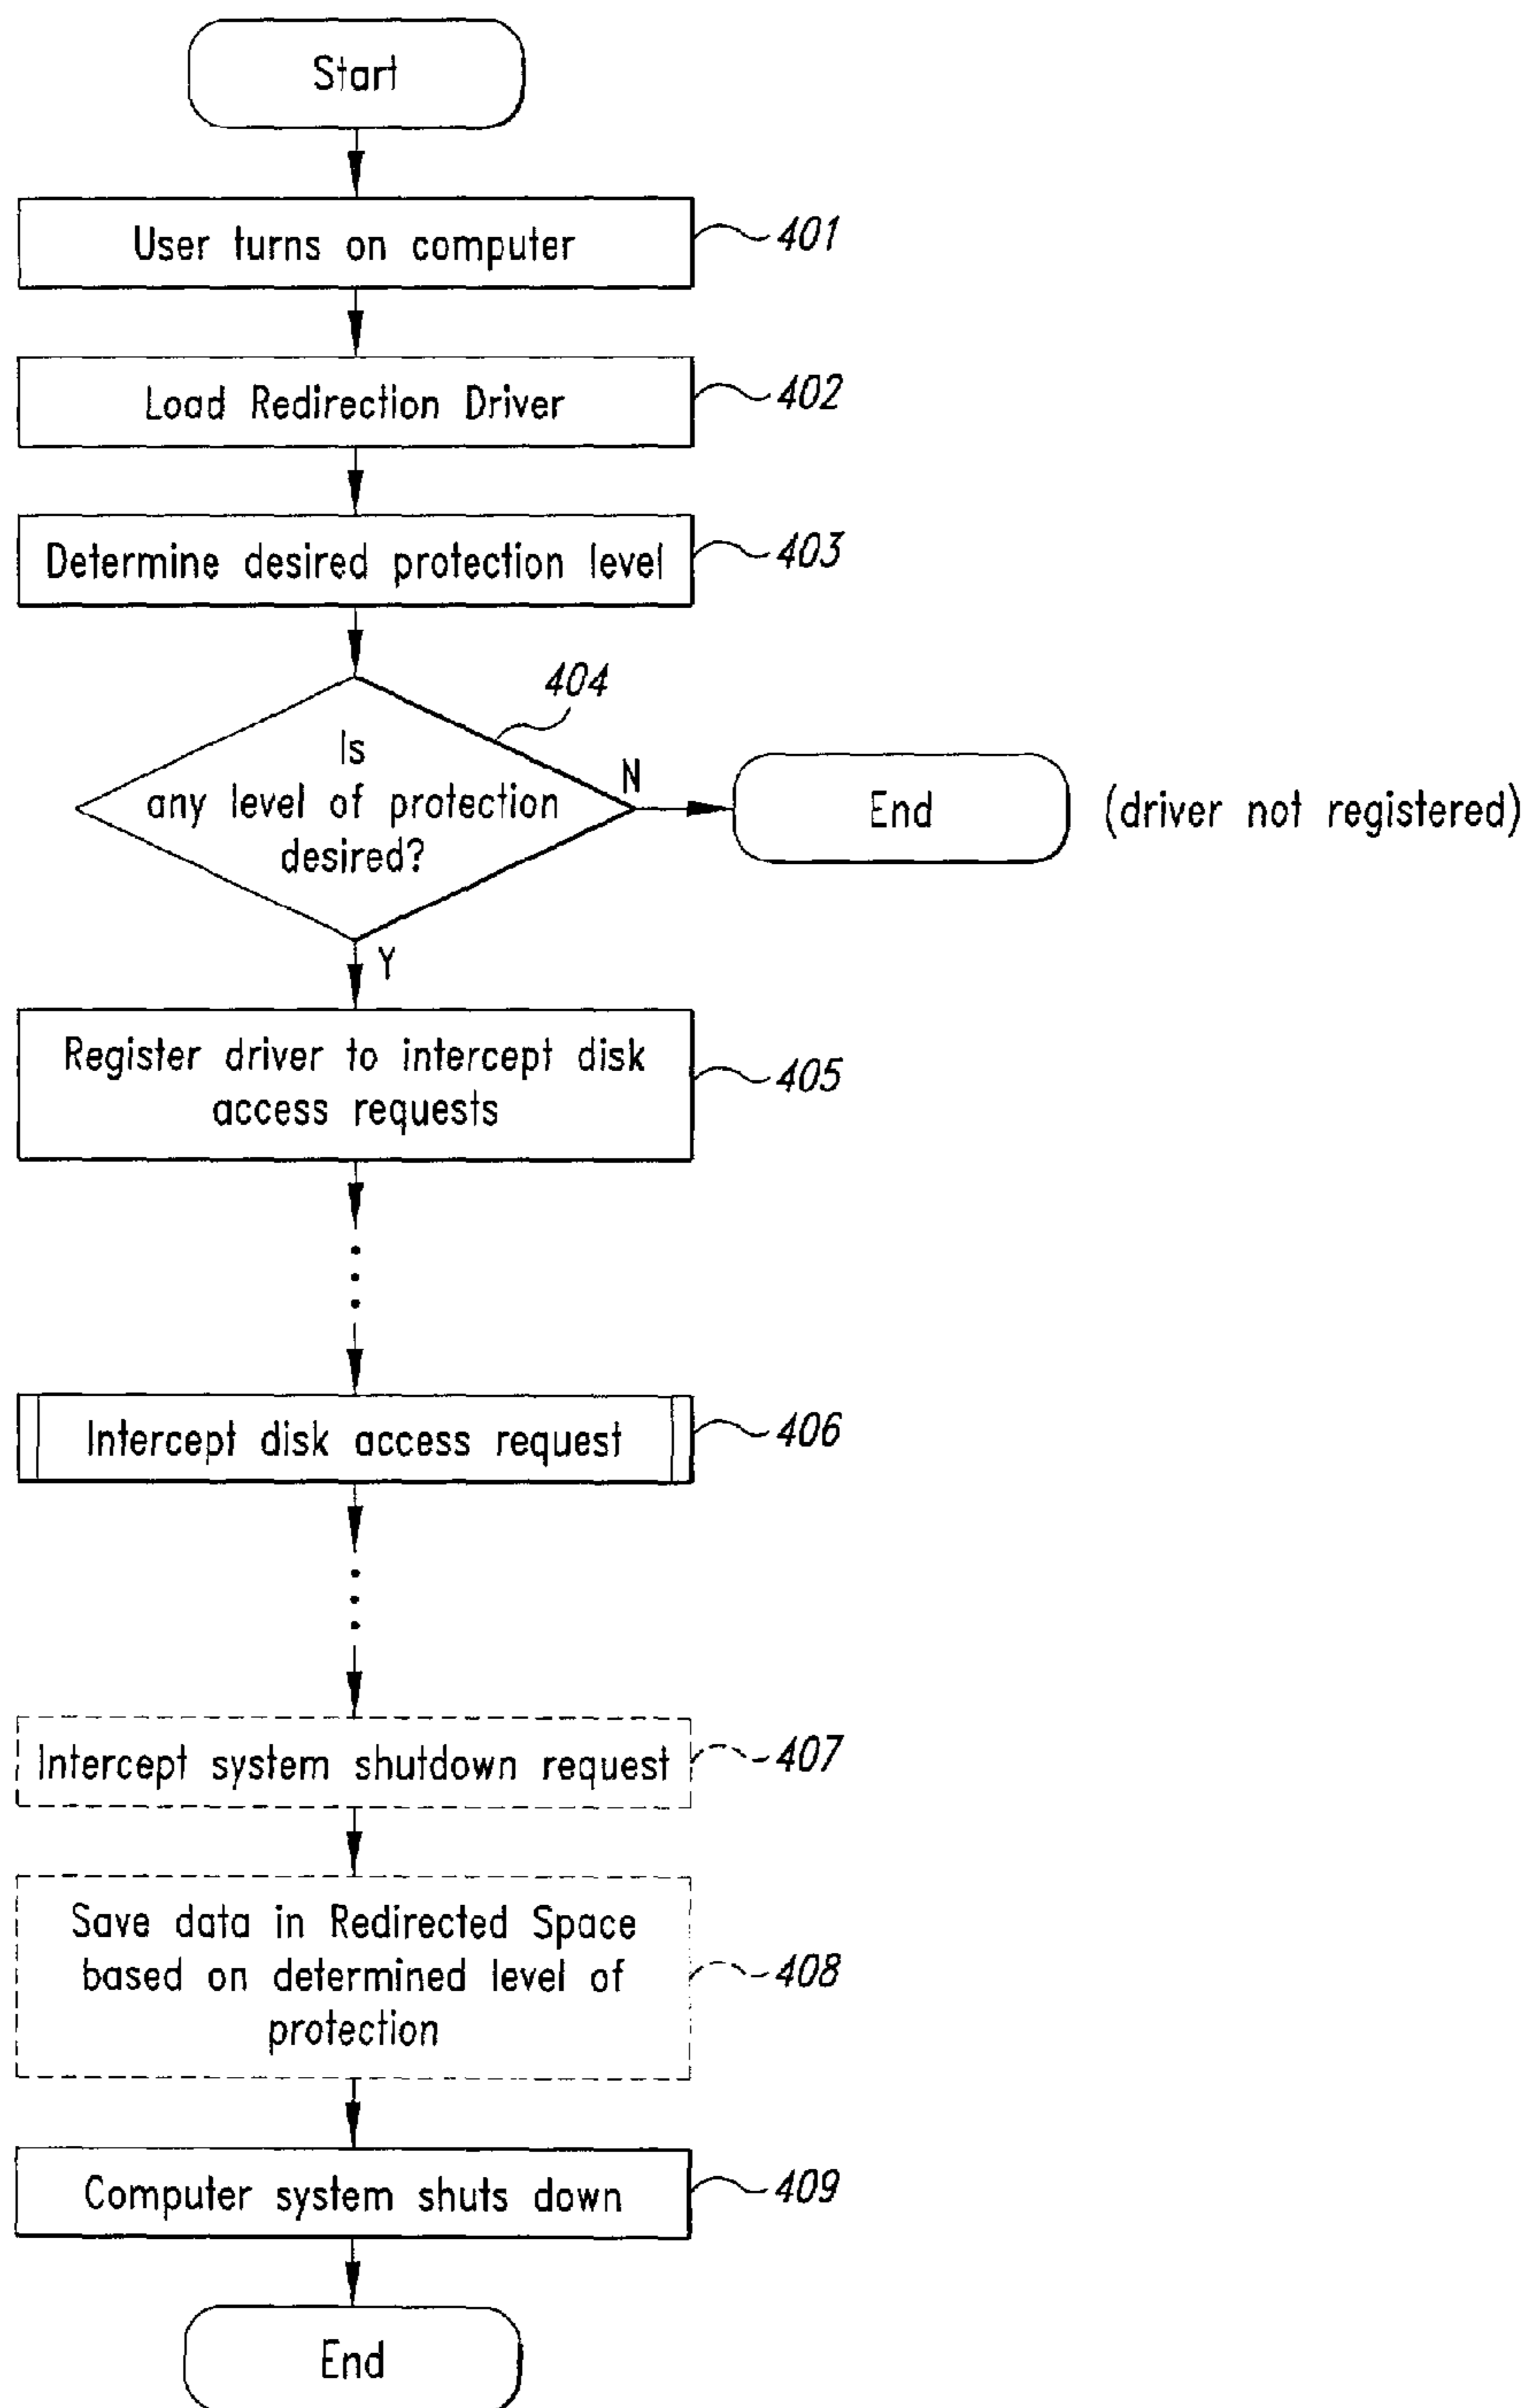 Start
User turns on computer
401
Load Redirection Driver
402
Determine desired protection level
403
404
Is
any level of protection
desired?
N
End
(driver not registered)
Y
Register driver to intercept disk
access requests
405
Intercept disk access request
406
Intercept system shutdown request
407
Save data in Redirected Space
based on determined level of
protection
408
Computer system shuts down
409
End